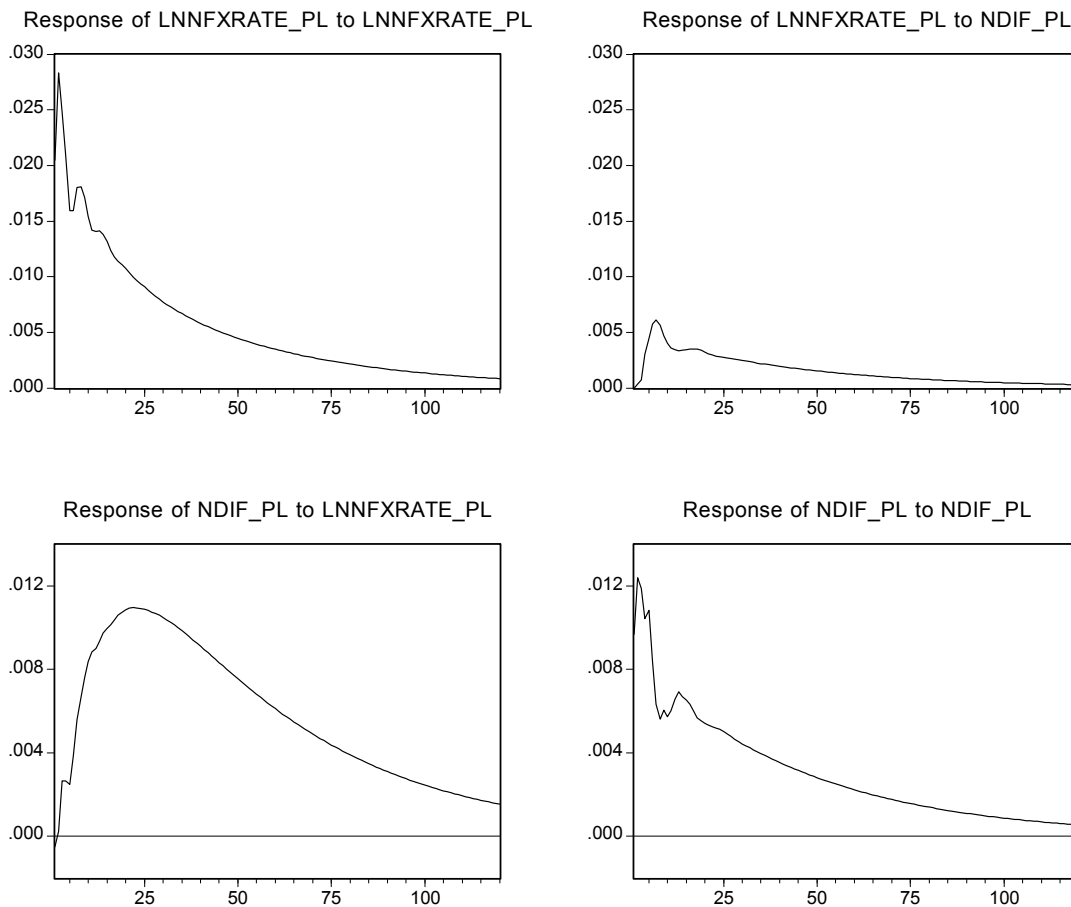 Response of LNNFXRATE_PL to LNNFXRATE_PL
.030
.025
.020
.015
.010
.005
.000
25 50 75 100
Response of LNNFXRATE_PL to NDIF_PL
.030
.025
.020
.015
.010
.005
.000
25 50 75 100
Response of NDIF_PL to LNNFXRATE_PL
.012
.008
.004
.000
25 50 75 100
Response of NDIF_PL to NDIF_PL
.012
.008
.004
.000
25 50 75 100